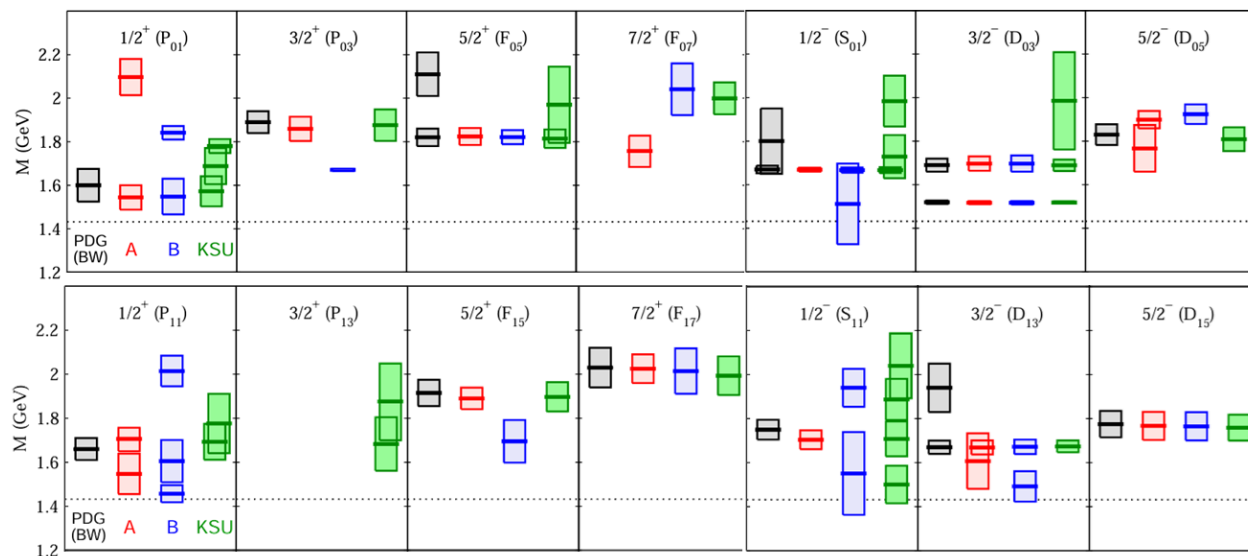 1/2⁺ (P₀₁) 3/2⁺ (P₀₃) 5/2⁺ (F₀₅) 7/2⁺ (F₀₇) 1/2⁻ (S₀₁) 3/2⁻ (D₀₃) 5/2⁻ (D₀₅)
M (GeV)
2.2
2
1.8
1.6
1.4
1.2
PDG
(BW) A B KSU
1/2⁺ (P₁₁) 3/2⁺ (P₁₃) 5/2⁺ (F₁₅) 7/2⁺ (F₁₇) 1/2⁻ (S₁₁) 3/2⁻ (D₁₃) 5/2⁻ (D₁₅)
M (GeV)
2.2
2
1.8
1.6
1.4
1.2
PDG
(BW) A B KSU